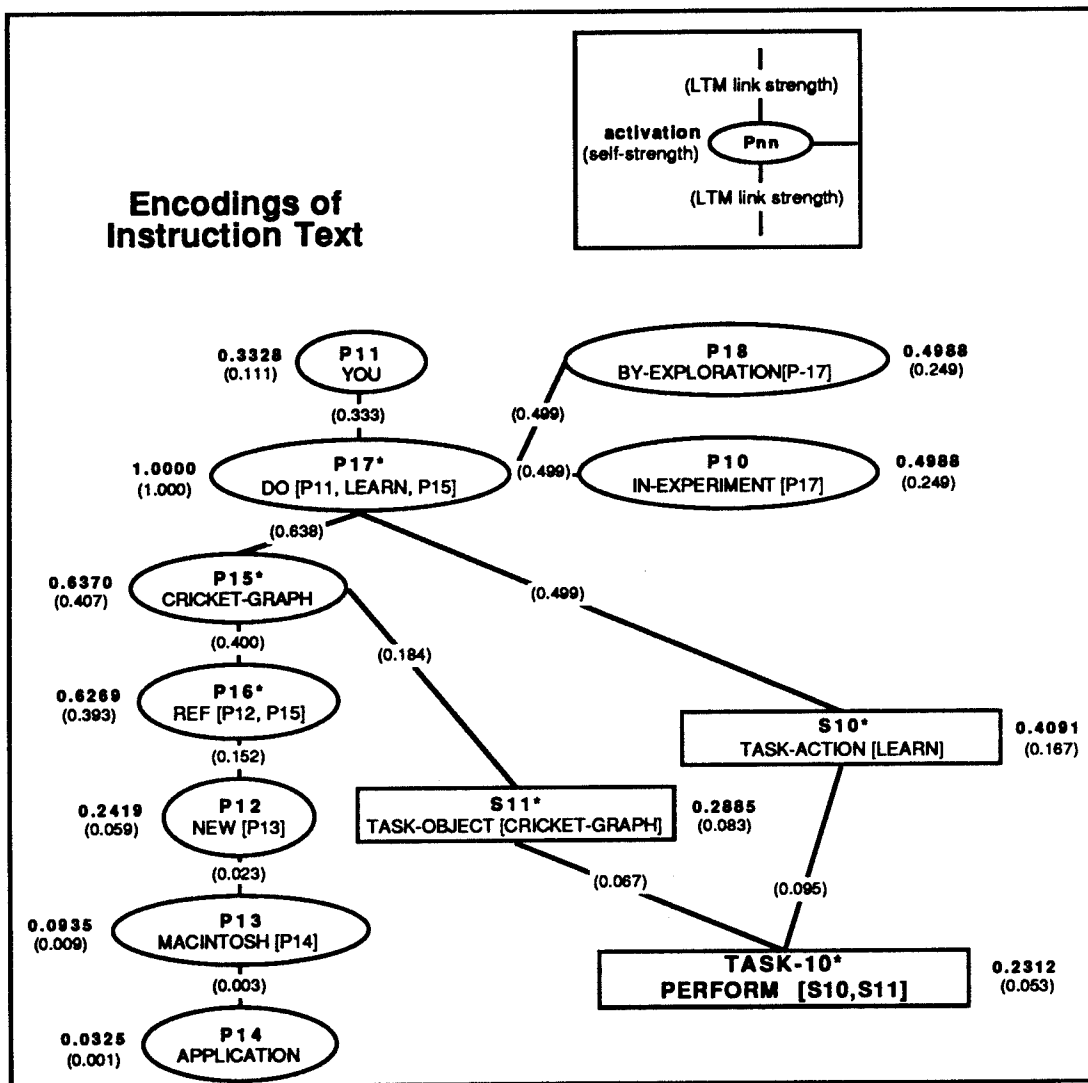 (LTM link strength)
activation
(self-strength)
Pnn
(LTM link strength)
Encodings of
Instruction Text
0.3328
(0.111)
P11
YOU
P18
BY-EXPLORATION[P-17]
0.4988
(0.249)
(0.333)
(0.499)
1.0000
(1.000)
P17*
DO [P11, LEARN, P15]
(0.499)
P10
IN-EXPERIMENT [P17]
0.4988
(0.249)
(0.638)
0.6370
(0.407)
P15*
CRICKET-GRAPH
(0.499)
(0.400)
(0.184)
0.6269
(0.393)
P16*
REF [P12, P15]
S10*
TASK-ACTION [LEARN]
0.4091
(0.167)
(0.152)
0.2419
(0.059)
P12
NEW [P13]
S11*
TASK-OBJECT [CRICKET-GRAPH]
0.2885
(0.083)
(0.023)
(0.067)
(0.095)
0.0935
(0.009)
P13
MACINTOSH [P14]
TASK-10*
PERFORM [S10,S11]
0.2312
(0.053)
(0.003)
0.0325
(0.001)
P14
APPLICATION